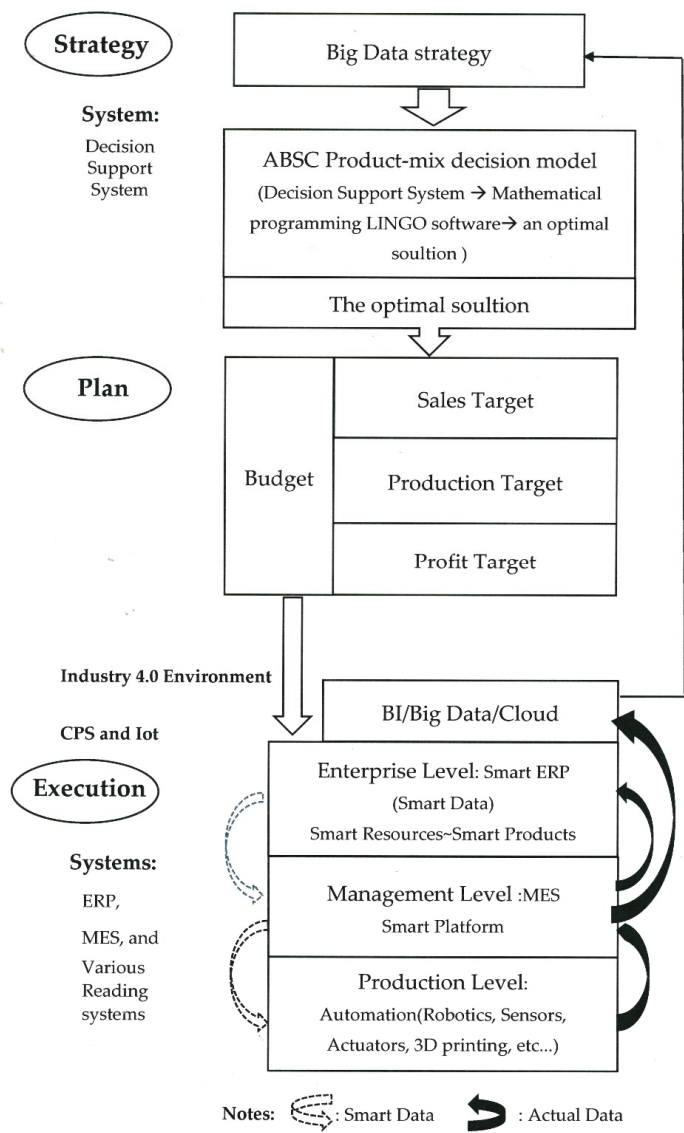 Strategy
Big Data strategy
System:
Decision
Support
System
ABSC Product-mix decision model
(Decision Support System → Mathematical
programming LINGO software→ an optimal
soultion )
The optimal soultion
Plan
Budget
Sales Target
Production Target
Profit Target
Industry 4.0 Environment
CPS and Iot
BI/Big Data/Cloud
Execution
Enterprise Level: Smart ERP
(Smart Data)
Smart Resources~Smart Products
Systems:
ERP,
MES, and
Various
Reading
systems
Management Level :MES
Smart Platform
Production Level:
Automation(Robotics, Sensors,
Actuators, 3D printing, etc...)
Notes: : Smart Data : Actual Data